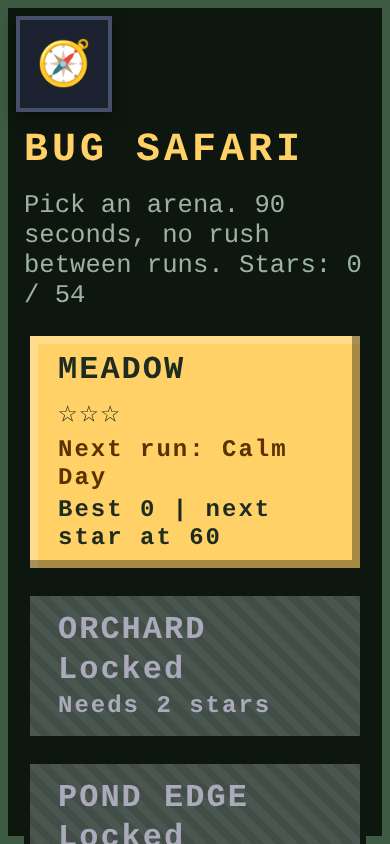 BUG SAFARI
Pick an arena. 90
seconds, no rush
between runs. Stars: 0
/ 54
MEADOW
☆☆☆
Next run: Calm
Day
Best 0 | next
star at 60
ORCHARD
Locked
Needs 2 stars
POND EDGE
Locked